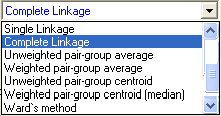 Complete Linkage
Single Linkage
Complete Linkage
Unweighted pair-group average
Weighted pair-group average
Unweighted pair-group centroid
Weighted pair-group centroid (median)
Ward`s method